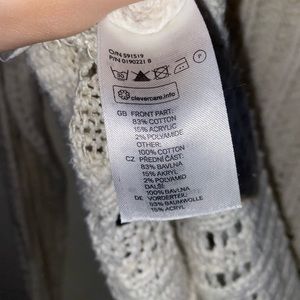 O/N 591519
P/N 0190221 8
30
P
clevercare.info
GB FRONT PART:
83% COTTON
15% ACRYLIC
2% POLYAMIDE
OTHER:
100% COTTON
CZ PŘEDNÍ ČÁST:
83% BAVLNA
15% AKRYL
2% POLYAMID
DALŠÍ:
100% BAVLNA
DE VORDERTEIL:
83% BAUMWOLLE
15% ACRYL